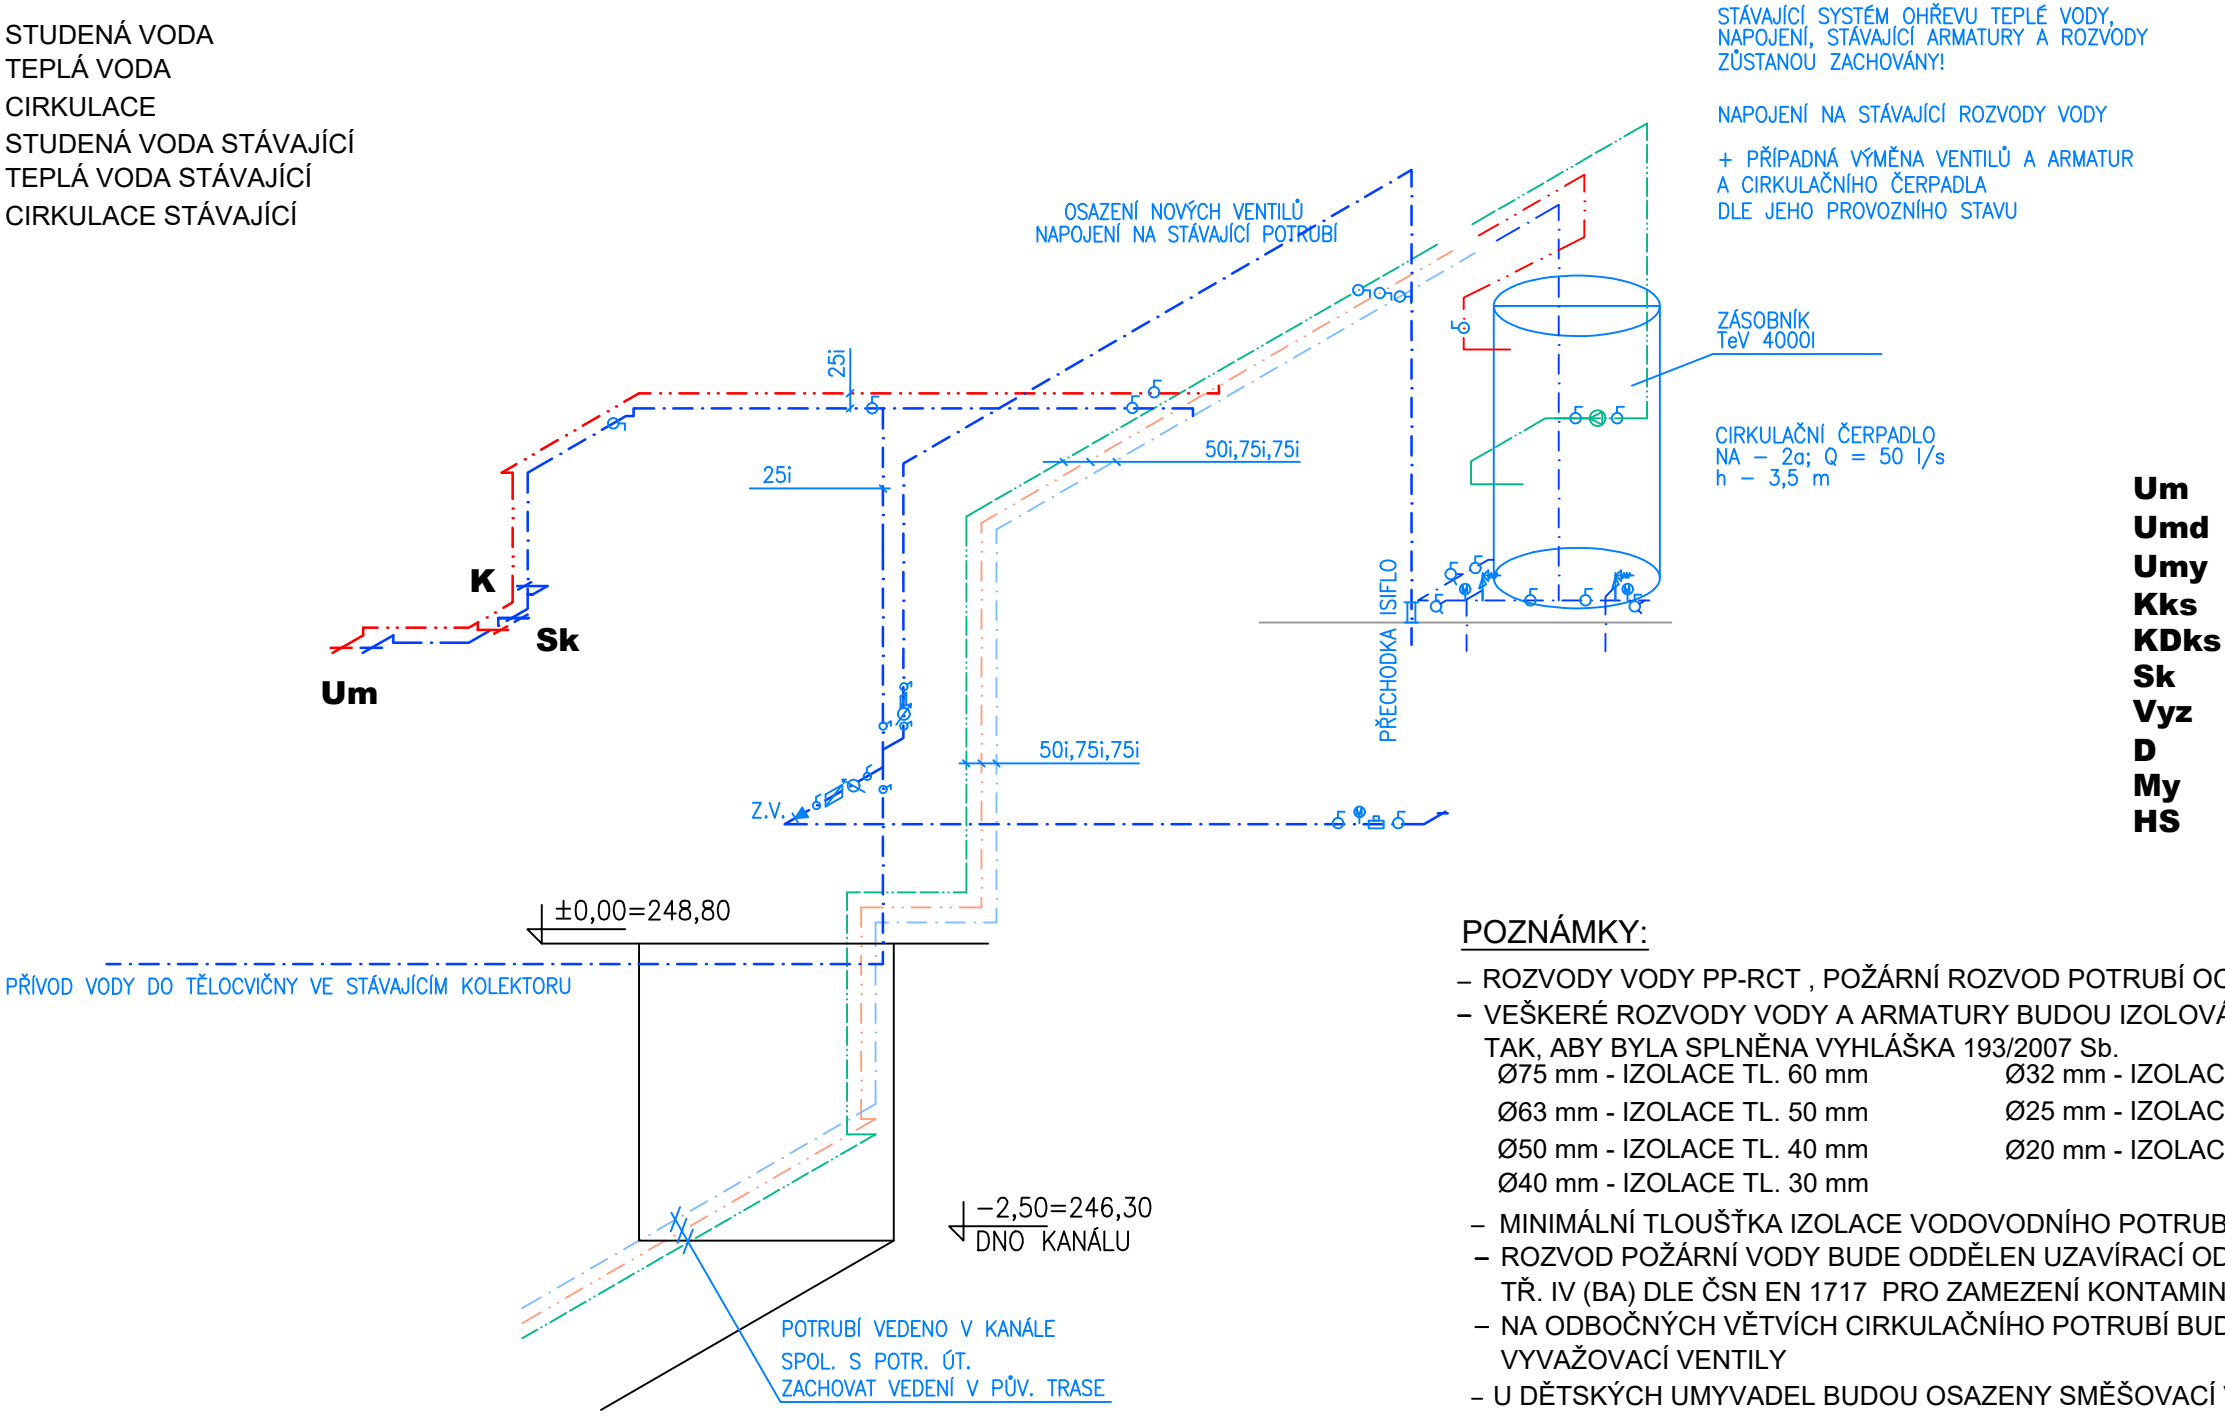 STUDENÁ VODA
TEPLÁ VODA
CIRKULACE
STUDENÁ VODA STÁVAJÍCÍ
TEPLÁ VODA STÁVAJÍCÍ
CIRKULACE STÁVAJÍCÍ
STÁVAJÍCÍ SYSTÉM OHŘEVU TEPLÉ VODY,
NAPOJENÍ, STÁVAJÍCÍ ARMATURY A ROZVODY
ZŮSTANOU ZACHOVÁNY!
NAPOJENÍ NA STÁVAJÍCÍ ROZVODY VODY
+ PŘÍPADNÁ VÝMĚNA VENTILŮ A ARMATUR
A CIRKULAČNÍHO ČERPADLA
DLE JEHO PROVOZNÍHO STAVU
OSAZENÍ NOVÝCH VENTILŮ
NAPOJENÍ NA STÁVAJÍCÍ POTRUBÍ
ZÁSOBNÍK
TeV 4000l
25i
CIRKULAČNÍ ČERPADLO
NA – 2a; Q = 50 l/s
h – 3,5 m
50i,75i,75i
25i
K
Sk
Um
PŘECHODKA ISIFLO
50i,75i,75i
Z.V.
Um
Umd
Umy
Kks
KDks
Sk
Vyz
D
My
HS
±0,00=248,80
PŘÍVOD VODY DO TĚLOCVIČNY VE STÁVAJÍCÍM KOLEKTORU
–2,50=246,30
DNO KANÁLU
POTRUBÍ VEDENO V KANÁLE
SPOL. S POTR. ÚT.
ZACHOVAT VEDENÍ V PŮV. TRASE
POZNÁMKY:
– ROZVODY VODY PP-RCT , POŽÁRNÍ ROZVOD POTRUBÍ OC
– VEŠKERÉ ROZVODY VODY A ARMATURY BUDOU IZOLOVÁ
TAK, ABY BYLA SPLNĚNA VYHLÁŠKA 193/2007 Sb.
Ø75 mm - IZOLACE TL. 60 mm Ø32 mm - IZOLAC
Ø63 mm - IZOLACE TL. 50 mm Ø25 mm - IZOLAC
Ø50 mm - IZOLACE TL. 40 mm Ø20 mm - IZOLAC
Ø40 mm - IZOLACE TL. 30 mm
– MINIMÁLNÍ TLOUŠŤKA IZOLACE VODOVODNÍHO POTRUB
– ROZVOD POŽÁRNÍ VODY BUDE ODDĚLEN UZAVÍRACÍ OD
TŘ. IV (BA) DLE ČSN EN 1717 PRO ZAMEZENÍ KONTAMIN
– NA ODBOČNÝCH VĚTVÍCH CIRKULAČNÍHO POTRUBÍ BUD
VYVAŽOVACÍ VENTILY
– U DĚTSKÝCH UMYVADEL BUDOU OSAZENY SMĚŠOVACÍ V